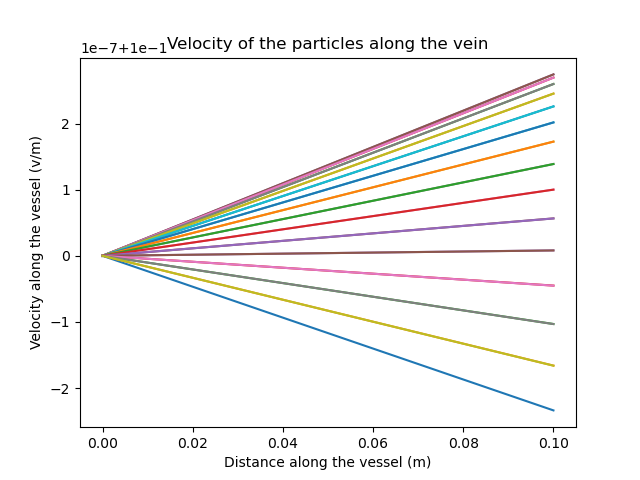 1e−7+1e−1
Velocity of the particles along the vein
Velocity along the vessel (v/m)
2
1
0
−1
−2
0.00 0.02 0.04 0.06 0.08 0.10
Distance along the vessel (m)